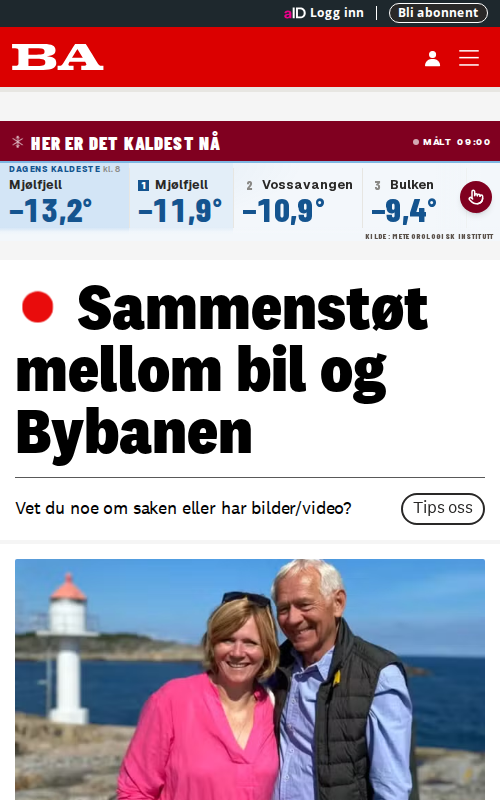 aID Logg inn
Bli abonnent
BA
HER ER DET KALDEST NÅ
MÅLT 09:00
DAGENS KALDESTE kl. 8
Mjølfjell
−13,2°
1 Mjølfjell
−11,9°
2 Vossavangen
−10,9°
3 Bulken
−9,4°
KILDE: METEOROLOGISK INSTITUTT
Sammenstøt
mellom bil og
Bybanen
Vet du noe om saken eller har bilder/video?
Tips oss